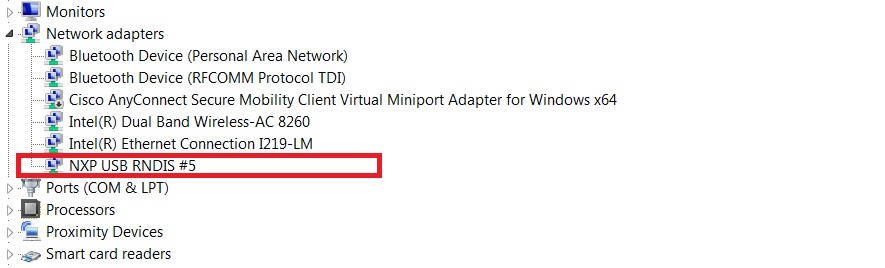 Monitors
Network adapters
Bluetooth Device (Personal Area Network)
Bluetooth Device (RFCOMM Protocol TDI)
Cisco AnyConnect Secure Mobility Client Virtual Miniport Adapter for Windows x64
Intel(R) Dual Band Wireless-AC 8260
Intel(R) Ethernet Connection I219-LM
NXP USB RNDIS #5
Ports (COM & LPT)
Processors
Proximity Devices
Smart card readers